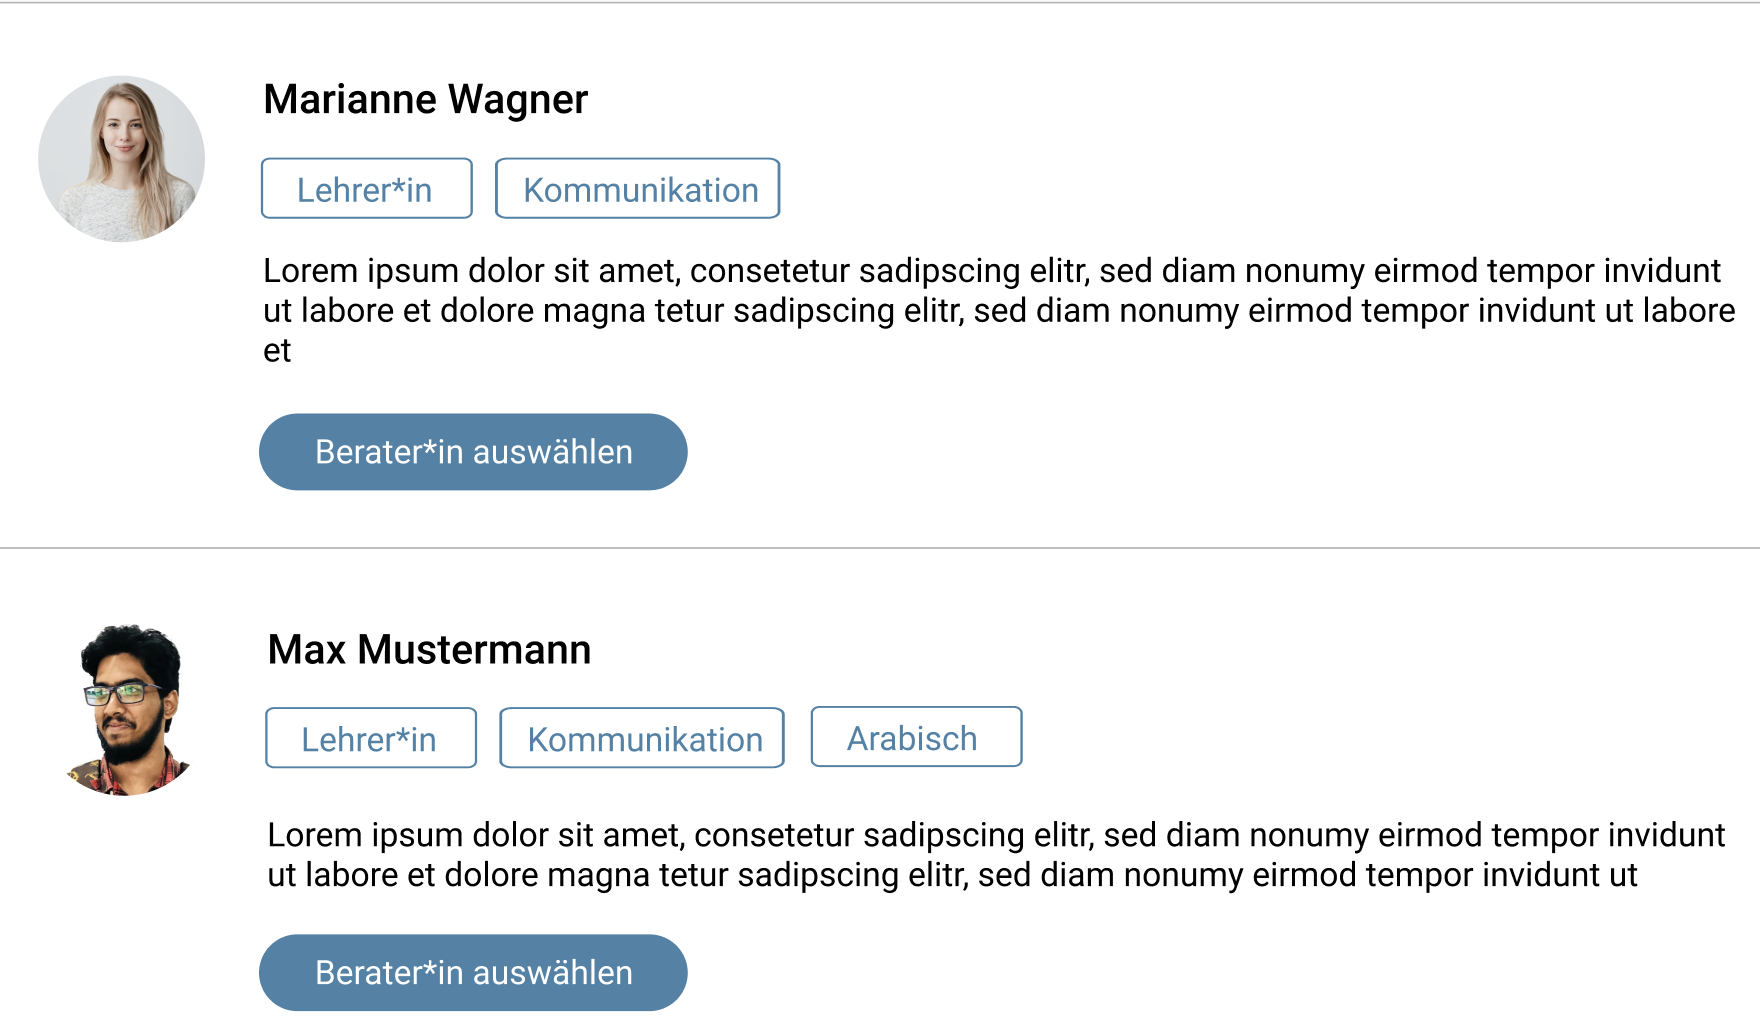 Marianne Wagner
Lehrer*in Kommunikation
Lorem ipsum dolor sit amet, consetetur sadipscing elitr, sed diam nonumy eirmod tempor invidunt
ut labore et dolore magna tetur sadipscing elitr, sed diam nonumy eirmod tempor invidunt ut labore
et
Berater*in auswählen
Max Mustermann
Lehrer*in Kommunikation Arabisch
Lorem ipsum dolor sit amet, consetetur sadipscing elitr, sed diam nonumy eirmod tempor invidunt
ut labore et dolore magna tetur sadipscing elitr, sed diam nonumy eirmod tempor invidunt ut
Berater*in auswählen